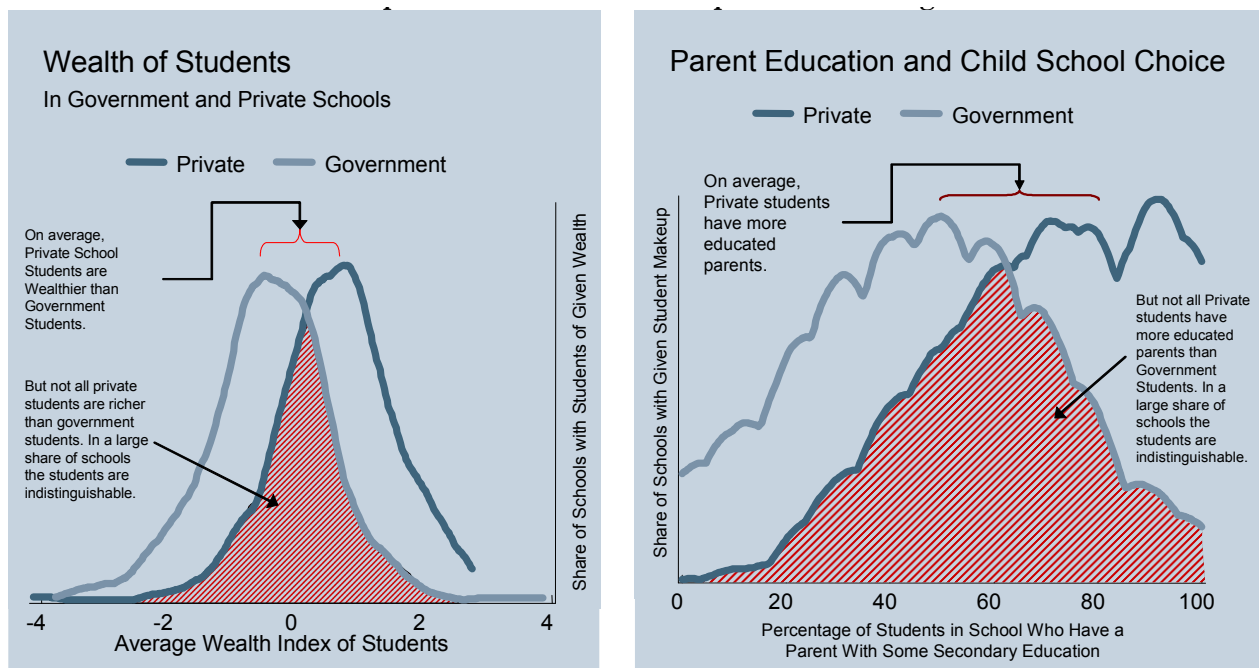 Wealth of Students
In Government and Private Schools
Private
Government
On average,
Private School
Students are
Wealthier than
Government
Students.
But not all private
students are richer
than government
students. In a large
share of schools
the students are
indistinguishable.
Share of Schools with Students of Given Wealth
-4
-2
0
2
4
Average Wealth Index of Students
Parent Education and Child School Choice
Private
Government
On average,
Private students
have more
educated
parents.
But not all Private
students have
more educated
parents than
Government
Students. In a
large share of
schools the
students are
indistinguishable.
Share of Schools with Given Student Makeup
0
20
40
60
80
100
Percentage of Students in School Who Have a
Parent With Some Secondary Education